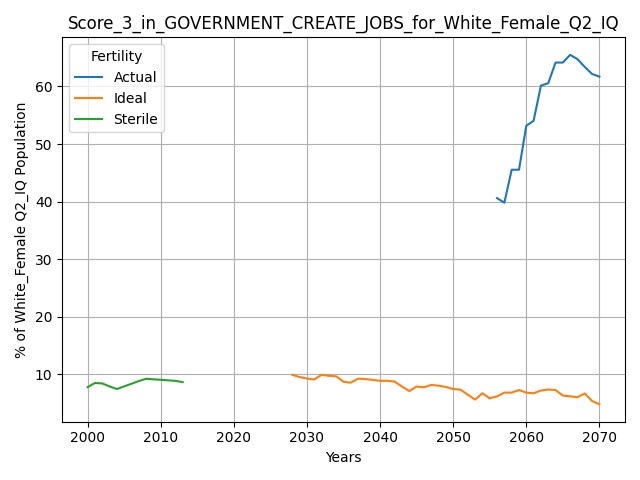 Score_3_in_GOVERNMENT_CREATE_JOBS_for_White_Female_Q2_IQ
Fertility
Actual
Ideal
Sterile
% of White_Female Q2_IQ Population
60
50
40
30
20
10
2000 2010 2020 2030 2040 2050 2060 2070
Years